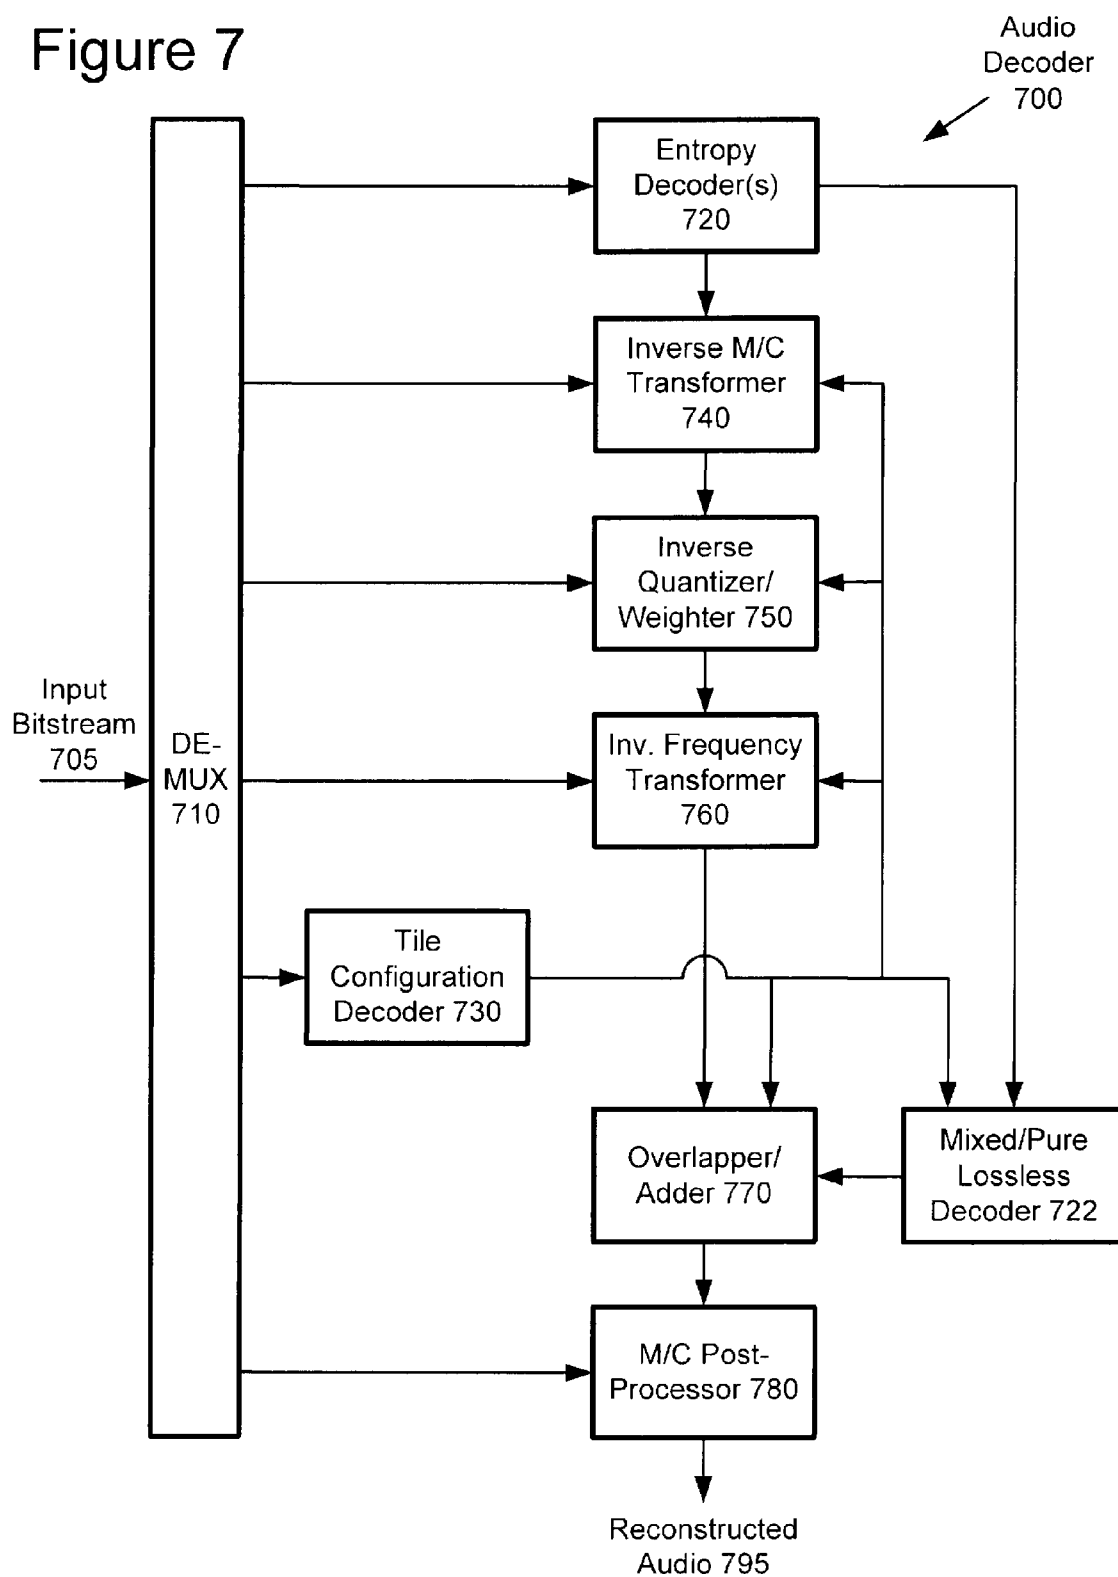 Figure 7
Audio
Decoder
700
Entropy
Decoder(s)
720
Inverse M/C
Transformer
740
Inverse
Quantizer/
Weighter 750
Input
Bitstream
705
DE-
MUX
710
Inv. Frequency
Transformer
760
Tile
Configuration
Decoder 730
Overlapper/
Adder 770
Mixed/Pure
Lossless
Decoder 722
M/C Post-
Processor 780
Reconstructed
Audio 795